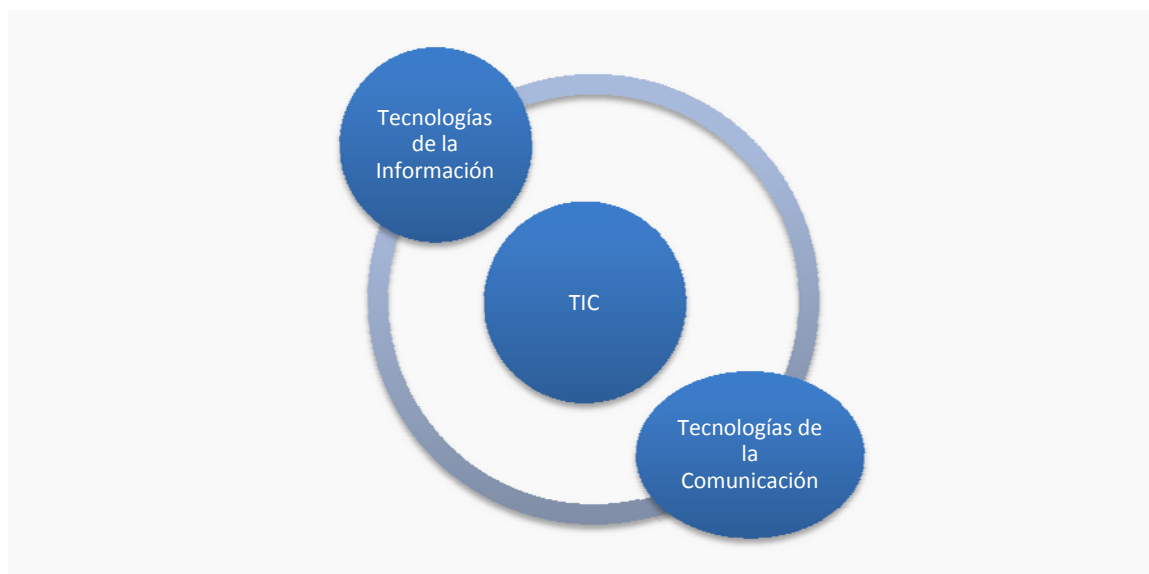 Tecnologías
de la
Información
TIC
Tecnologías de
la
Comunicación